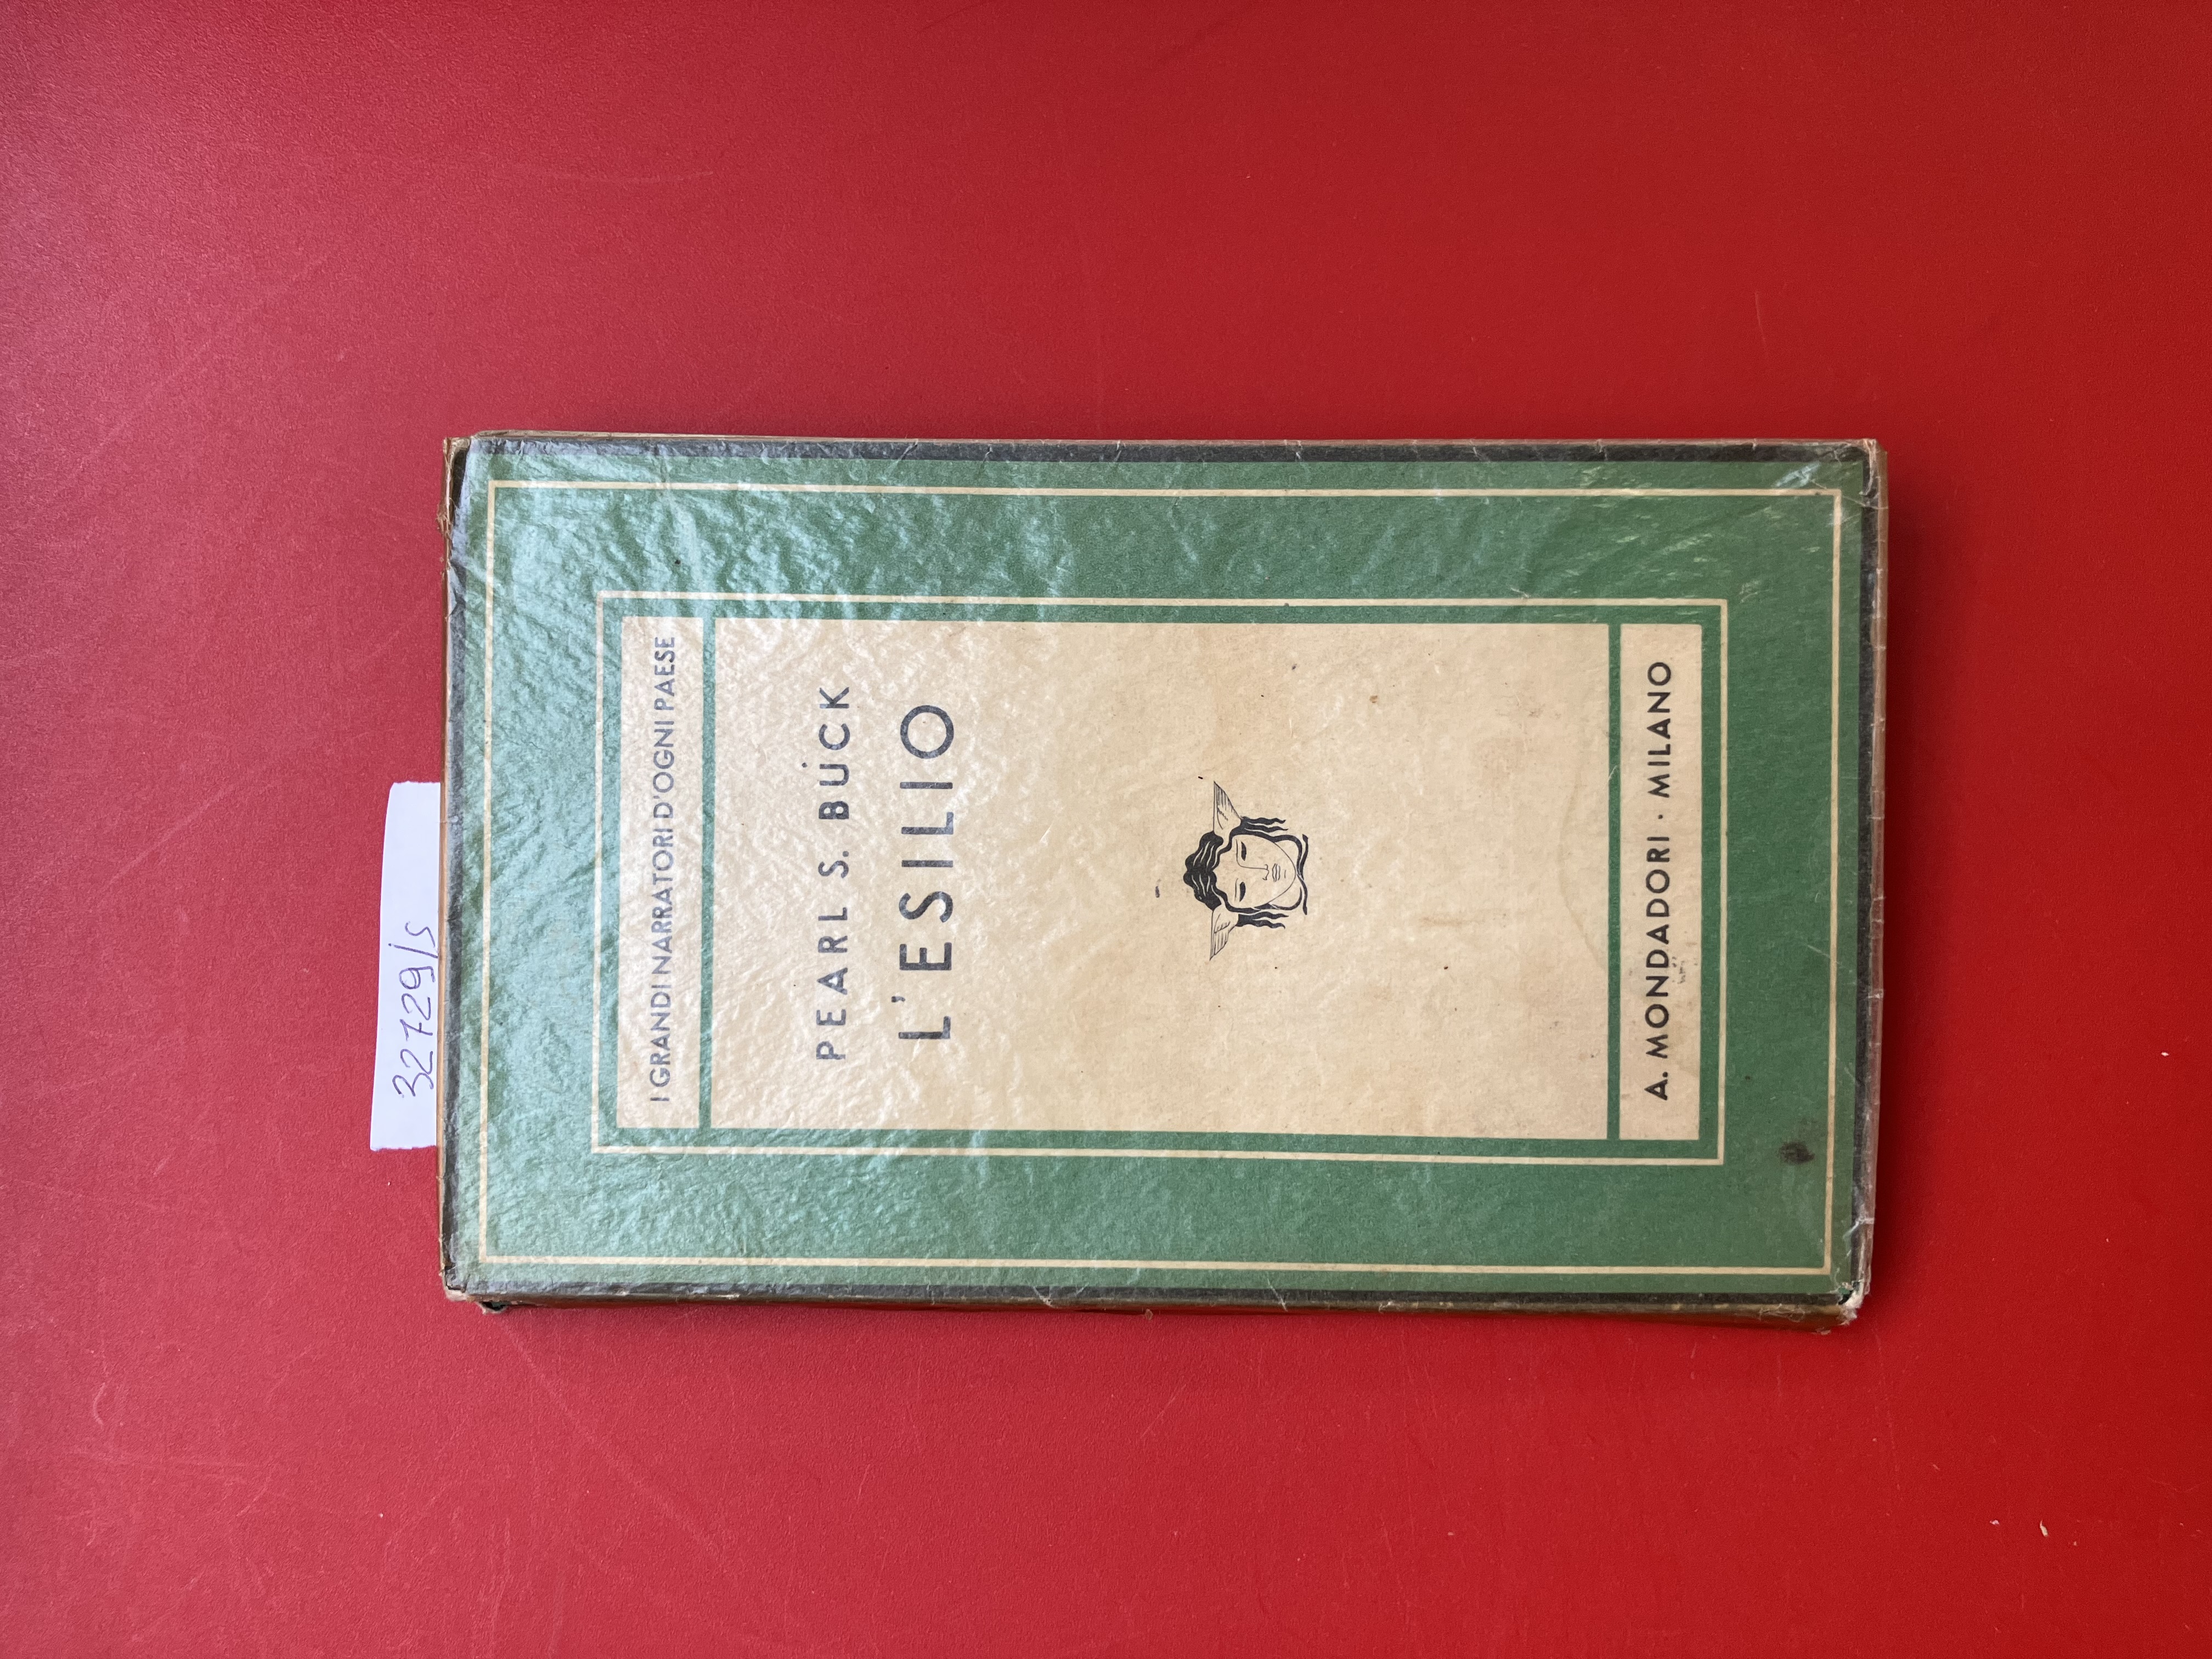 32729/s
I GRANDI NARRATORI D'OGNI PAESE
PEARL S. BUCK
L'ESILIO
A. MONDADORI · MILANO